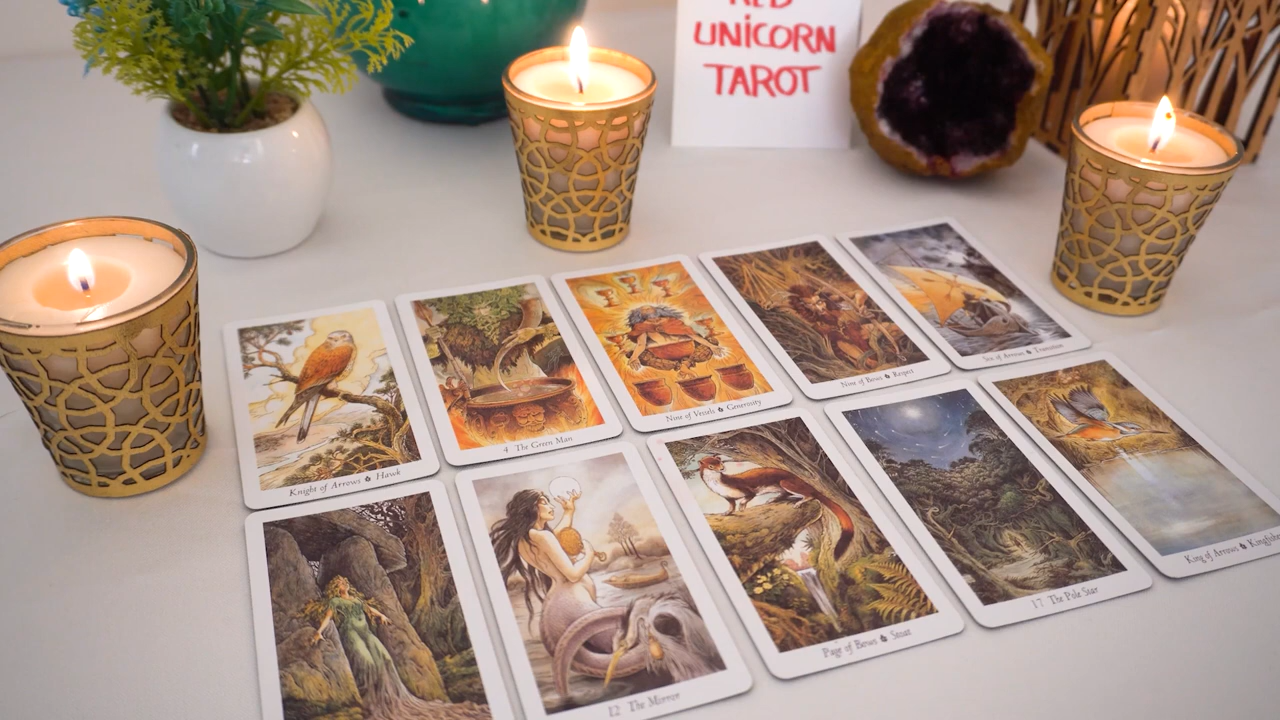 RED
UNiCORN
TAROT
Knight of Arrows Hawk
4 The Green Man
Nine of Vessels Generosity
Nine of Bows Respect
Six of Arrows Transition
12 The Mirror
Page of Bows Stoat
17 The Pole Star
King of Arrows Kingfisher